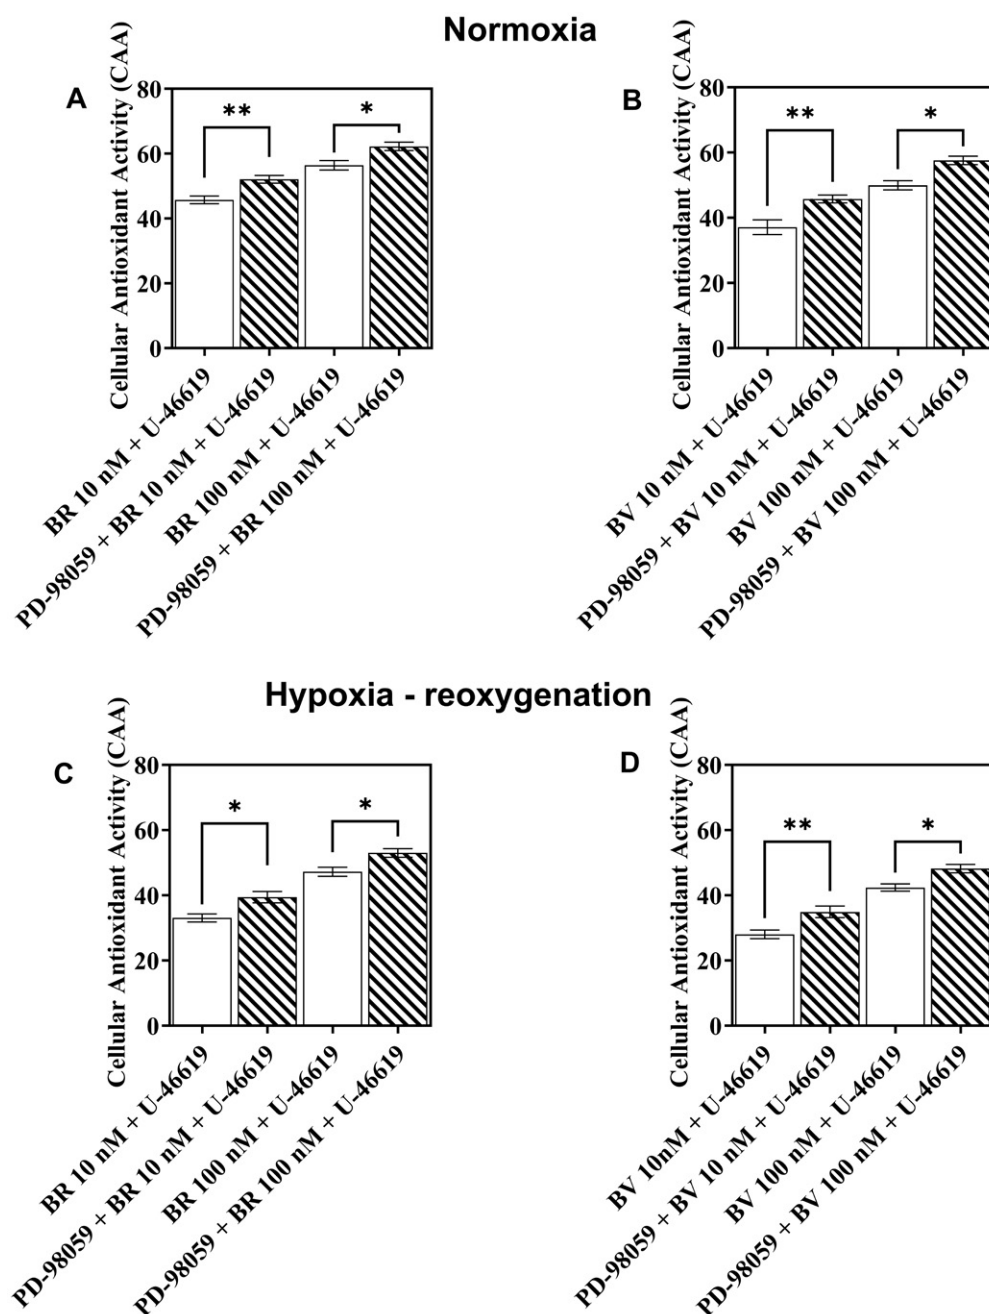 Normoxia
A
Cellular Antioxidant Activity (CAA)
80
60
40
20
0
**
*
BR 10 nM + U-46619
PD-98059 + BR 10 nM + U-46619
BR 100 nM + U-46619
PD-98059 + BR 100 nM + U-46619
B
Cellular Antioxidant Activity (CAA)
80
60
40
20
0
**
*
BV 10 nM + U-46619
PD-98059 + BV 10 nM + U-46619
BV 100 nM + U-46619
PD-98059 + BV 100 nM + U-46619
Hypoxia - reoxygenation
C
Cellular Antioxidant Activity (CAA)
80
60
40
20
0
*
*
BR 10 nM + U-46619
PD-98059 + BR 10 nM + U-46619
BR 100 nM + U-46619
PD-98059 + BR 100 nM + U-46619
D
Cellular Antioxidant Activity (CAA)
80
60
40
20
0
**
*
BV 10nM + U-46619
PD-98059 + BV 10 nM + U-46619
BV 100 nM + U-46619
PD-98059 + BV 100 nM + U-46619